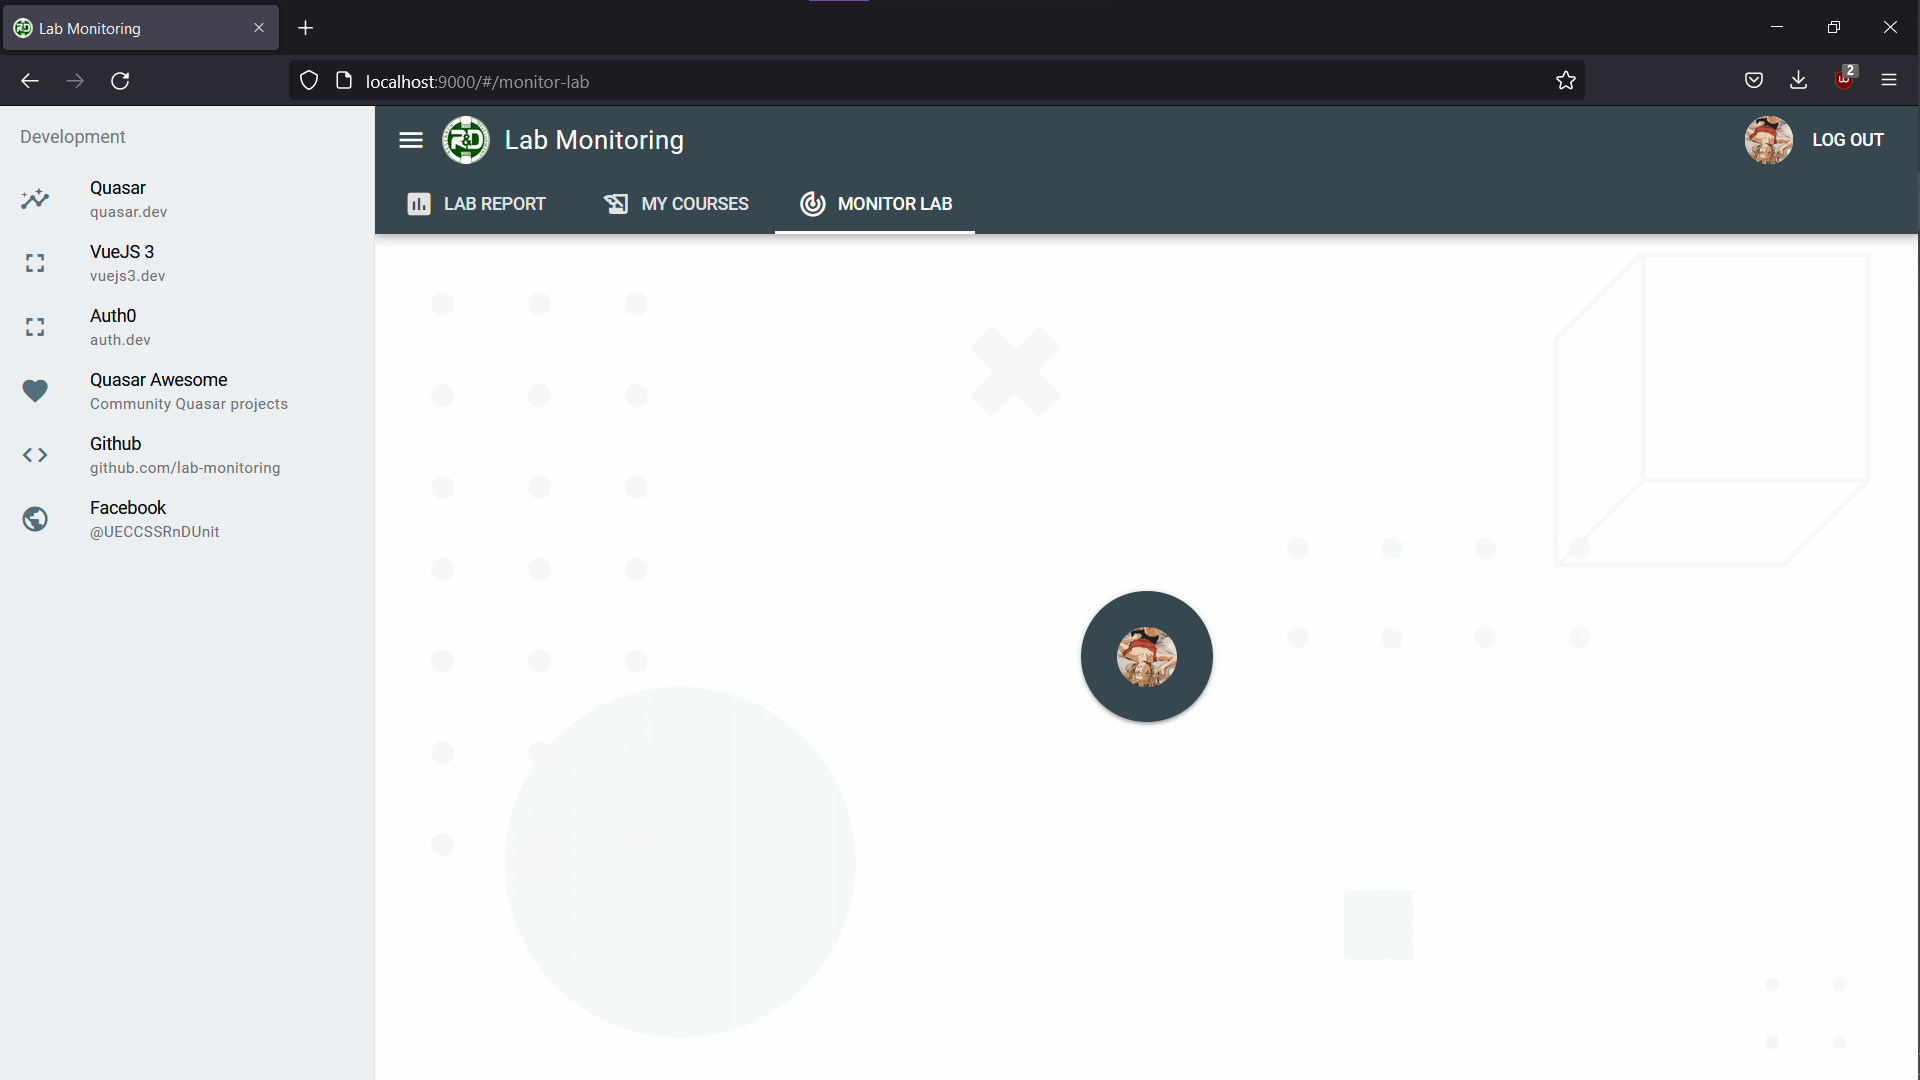 Lab Monitoring
localhost:9000/#/monitor-lab
2
Development
Quasar
quasar.dev
VueJS 3
vuejs3.dev
Auth0
auth.dev
Quasar Awesome
Community Quasar projects
Github
github.com/lab-monitoring
Facebook
@UECCSSRnDUnit
R&D
Lab Monitoring
LOG OUT
LAB REPORT
MY COURSES
MONITOR LAB